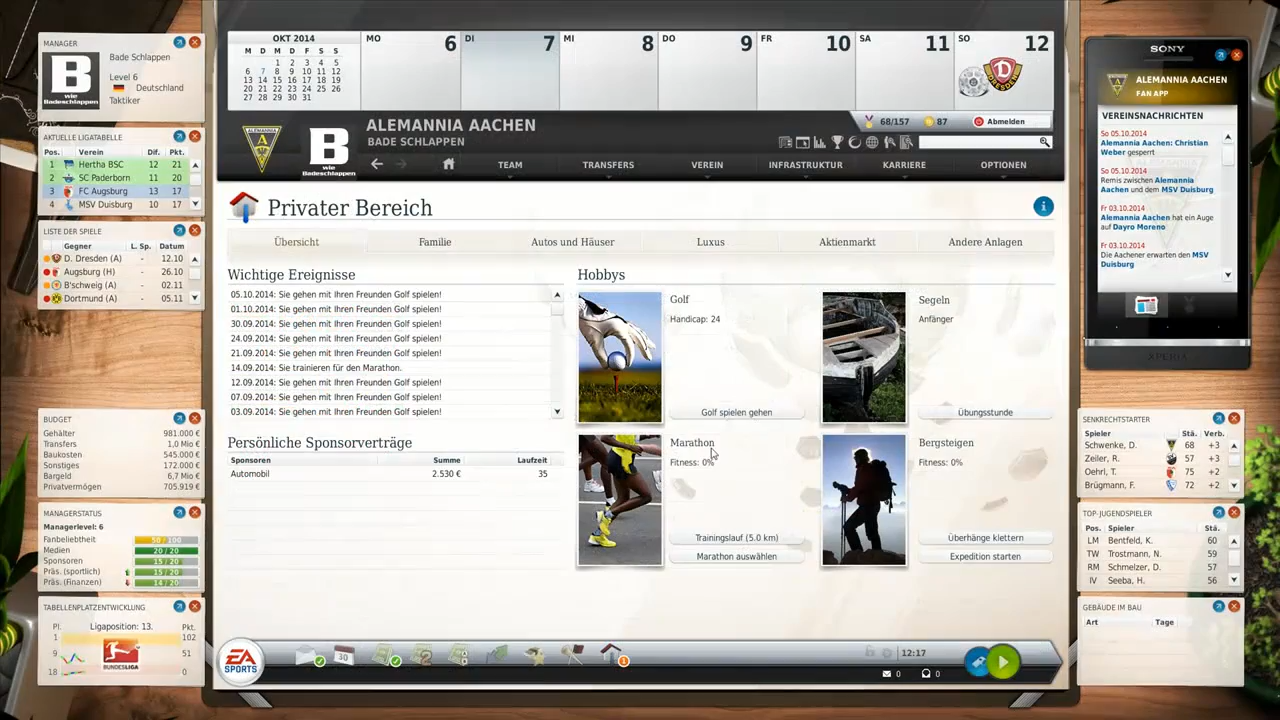 MANAGER
B
wie
Badeschlappen
Bade Schlappen
Level 6
Deutschland
Taktiker
AKTUELLE LIGATABELLE
Pos. Verein Dif. Pkt.
1 Hertha BSC 12 21
2 SC Paderborn 11 20
3 FC Augsburg 13 17
4 MSV Duisburg 10 17
LISTE DER SPIELE
Gegner L. Sp. Datum
D. Dresden (A) - 12.10
Augsburg (H) - 26.10
B'schweig (A) - 02.11
Dortmund (A) - 05.11
BUDGET
Gehälter 981.000 €
Transfers 1,0 Mio €
Baukosten 545.000 €
Sonstiges 172.000 €
Bargeld 6,7 Mio €
Privatvermögen 705.919 €
MANAGERSTATUS
Managerlevel: 6
Fanbeliebtheit 50 / 100
Medien 20 / 20
Sponsoren 15 / 20
Präs. (sportlich) 15 / 20
Präs. (Finanzen) 14 / 20
TABELLENPLATZENTWICKLUNG
Pl. Ligaposition: 13. Pkt.
1 102
9 51
18 0
BUNDESLIGA
OKT 2014
M D M D F S S
1 2 3 4 5
6 7 8 9 10 11 12
13 14 15 16 17 18 19
20 21 22 23 24 25 26
27 28 29 30 31
MO 6 DI 7 MI 8 DO 9 FR 10 SA 11 SO 12
ALEMANNIA
B
wie
Badeschlappen
ALEMANNIA AACHEN
BADE SCHLAPPEN
68/157 87 Abmelden
TEAM TRANSFERS VEREIN INFRASTRUKTUR KARRIERE OPTIONEN
Privater Bereich
Übersicht Familie Autos und Häuser Luxus Aktienmarkt Andere Anlagen
Wichtige Ereignisse
05.10.2014: Sie gehen mit Ihren Freunden Golf spielen!
01.10.2014: Sie gehen mit Ihren Freunden Golf spielen!
30.09.2014: Sie gehen mit Ihren Freunden Golf spielen!
24.09.2014: Sie gehen mit Ihren Freunden Golf spielen!
21.09.2014: Sie gehen mit Ihren Freunden Golf spielen!
14.09.2014: Sie trainieren für den Marathon.
12.09.2014: Sie gehen mit Ihren Freunden Golf spielen!
07.09.2014: Sie gehen mit Ihren Freunden Golf spielen!
03.09.2014: Sie gehen mit Ihren Freunden Golf spielen!
Persönliche Sponsorverträge
Sponsoren Summe Laufzeit
Automobil 2.530 € 35
Hobbys
Golf
Handicap: 24
Golf spielen gehen
Segeln
Anfänger
Übungsstunde
Marathon
Fitness: 0%
Trainingslauf (5.0 km)
Marathon auswählen
Bergsteigen
Fitness: 0%
Überhänge klettern
Expedition starten
EA
SPORTS
30
1
12:17
0 0
SONY
ALEMANNIA AACHEN
FAN APP
VEREINSNACHRICHTEN
So 05.10.2014
Alemannia Aachen: Christian
Weber gesperrt
So 05.10.2014
Remis zwischen Alemannia
Aachen und dem MSV Duisburg
Fr 03.10.2014
Alemannia Aachen hat ein Auge
auf Dayro Moreno
Fr 03.10.2014
Die Aachener erwarten den MSV
Duisburg
XPERIA
SENKRECHTSTARTER
Spieler Stä. Verb.
Schwenke, D. 68 +3
Zeiler, R. 57 +3
Oehrl, T. 75 +2
Brügmann, F. 72 +2
TOP-JUGENDSPIELER
Pos. Spieler Stä.
LM Bentfeld, K. 60
TW Trostmann, N. 59
RM Schmelzer, D. 57
IV Seeba, H. 56
GEBÄUDE IM BAU
Art Tage